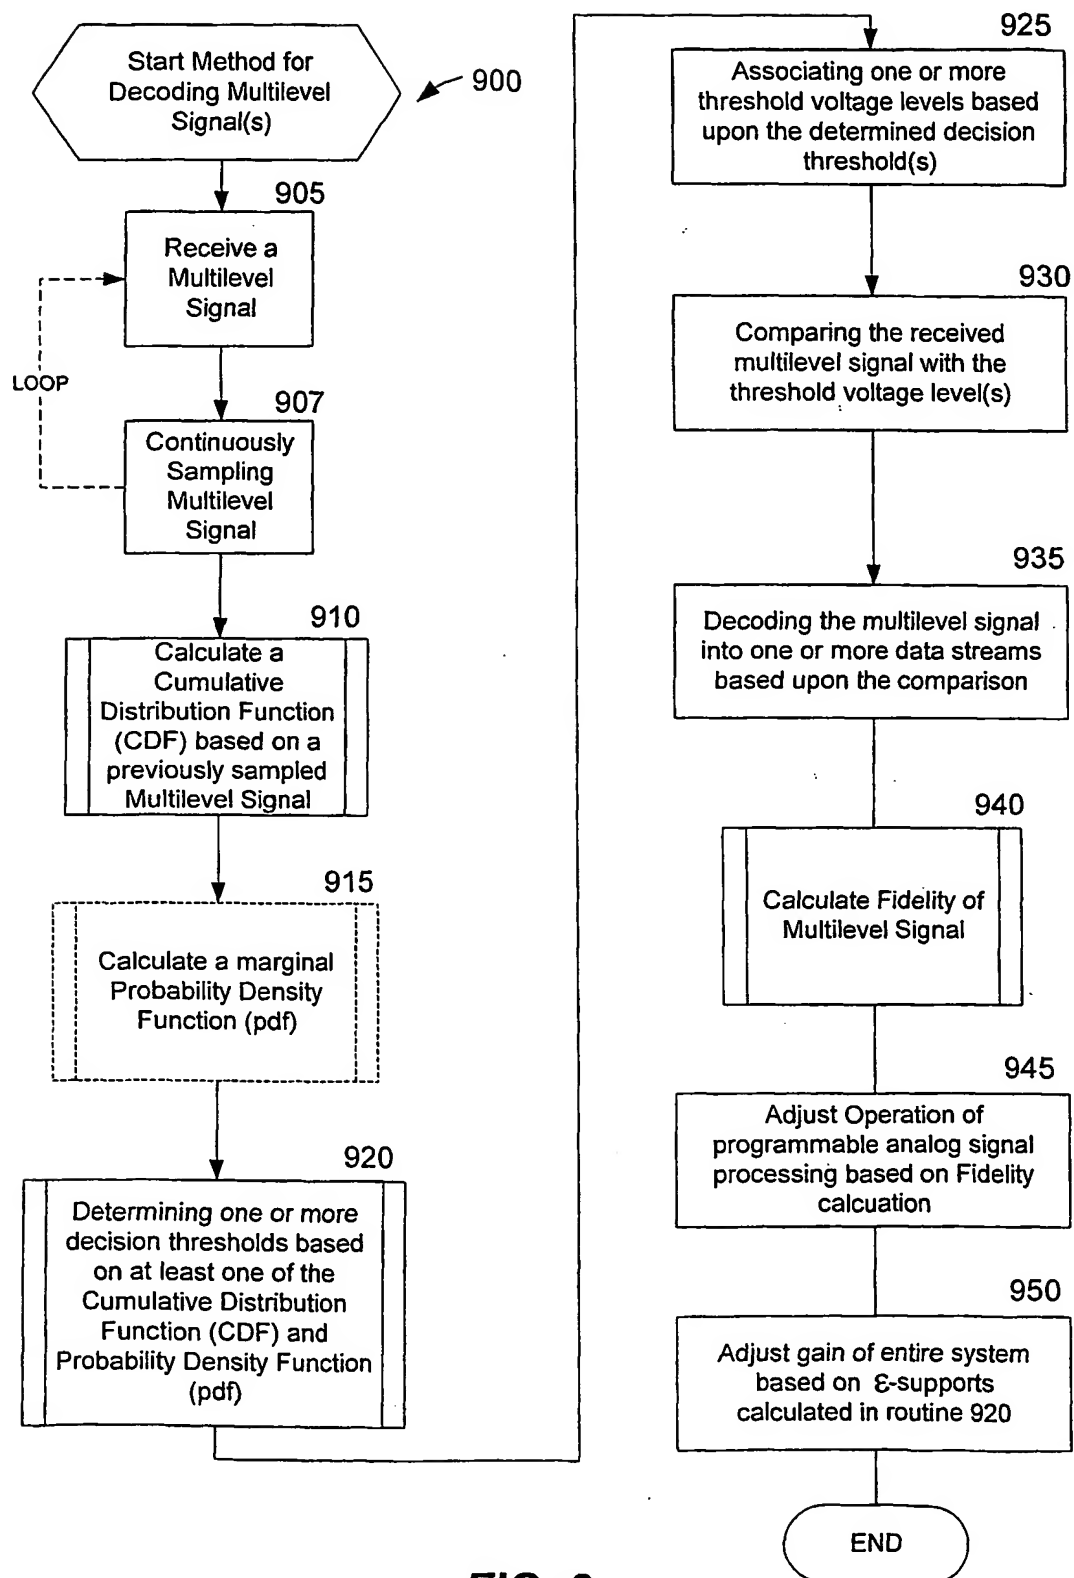 Start Method for
Decoding Multilevel
Signal(s)
900
905
Receive a
Multilevel
Signal
LOOP
907
Continuously
Sampling
Multilevel
Signal
910
Calculate a
Cumulative
Distribution Function
(CDF) based on a
previously sampled
Multilevel Signal
915
Calculate a marginal
Probability Density
Function (pdf)
920
Determining one or more
decision thresholds based
on at least one of the
Cumulative Distribution
Function (CDF) and
Probability Density Function
(pdf)
925
Associating one or more
threshold voltage levels based
upon the determined decision
threshold(s)
930
Comparing the received
multilevel signal with the
threshold voltage level(s)
935
Decoding the multilevel signal
into one or more data streams
based upon the comparison
940
Calculate Fidelity of
Multilevel Signal
945
Adjust Operation of
programmable analog signal
processing based on Fidelity
calcuation
950
Adjust gain of entire system
based on ε-supports
calculated in routine 920
END